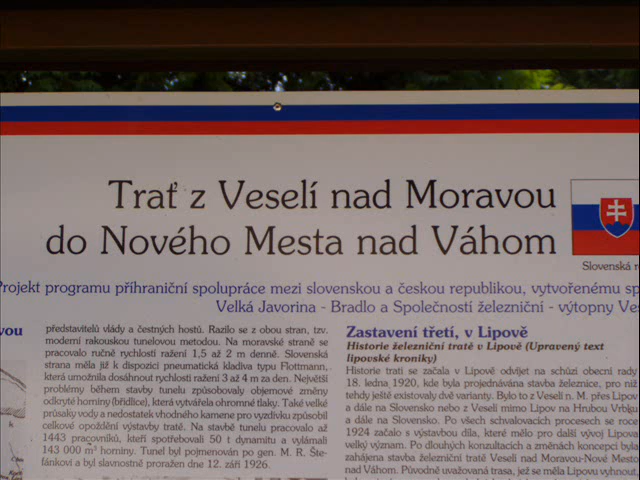 Trať z Veselí nad Moravou
do Nového Mesta nad Váhom
Slovenská
Projekt programu příhraniční spolupráce mezi slovenskou a českou republikou, vytvořenému
Velká Javorina - Bradlo a Společností železniční - výtopny
představitelů vlády a čestných hostů. Razilo se z obou stran, tzv.
moderní rakouskou tunelovou metodou. Na moravské straně se
pracovalo ručně rychlostí ražení 1,5 až 2 m denně. Slovenská
strana měla již k dispozici pneumatická kladiva typu Flottmann,
která umožnila dosáhnout rychlosti ražení 3 až 4 m za den. Největší
problémy během stavby tunelu způsobovaly objemové změny
odkryté horniny (břidlice), která vytvářela ohromné tlaky. Také velké
průsaky vody a nedostatek vhodného kamene pro vyzdívku způsobil
celkové opoždění výstavby tratě. Na stavbě tunelu pracovalo až
1443 pracovníků, kteří spotřebovali 50 t dynamitu a vylámali
143 000 m³ horniny. Tunel byl pojmenován po gen. M. R. Šte-
fánikovi a byl slavnostně proražen dne 12. září 1926.
Zastavení třetí, v Lipově
Historie železniční tratě v Lipově (Upravený text
lipovské kroniky)
Historie trati se začala v Lipově odvíjet na schůzi obecní rady
18. ledna 1920, kde byla projednávána stavba železnice, pro niž
tehdy ještě existovaly dvě varianty. Bylo to z Veselí n. M. přes Lipov
a dále na Slovensko nebo z Veselí mimo Lipov na Hrubou Vrbku
a dále na Slovensko. Po všech schvalovacích procesech se roce
1924 začalo s výstavbou díla, které mělo pro další vývoj Lipova
velký význam. Po dlouhých konzultacích a změnách koncepcí byla
zahájena stavba železniční tratě Veselí nad Moravou-Nové Mesto
nad Váhom. Původně uvažovaná trasa, jež se měla Lipovu vyhnout,